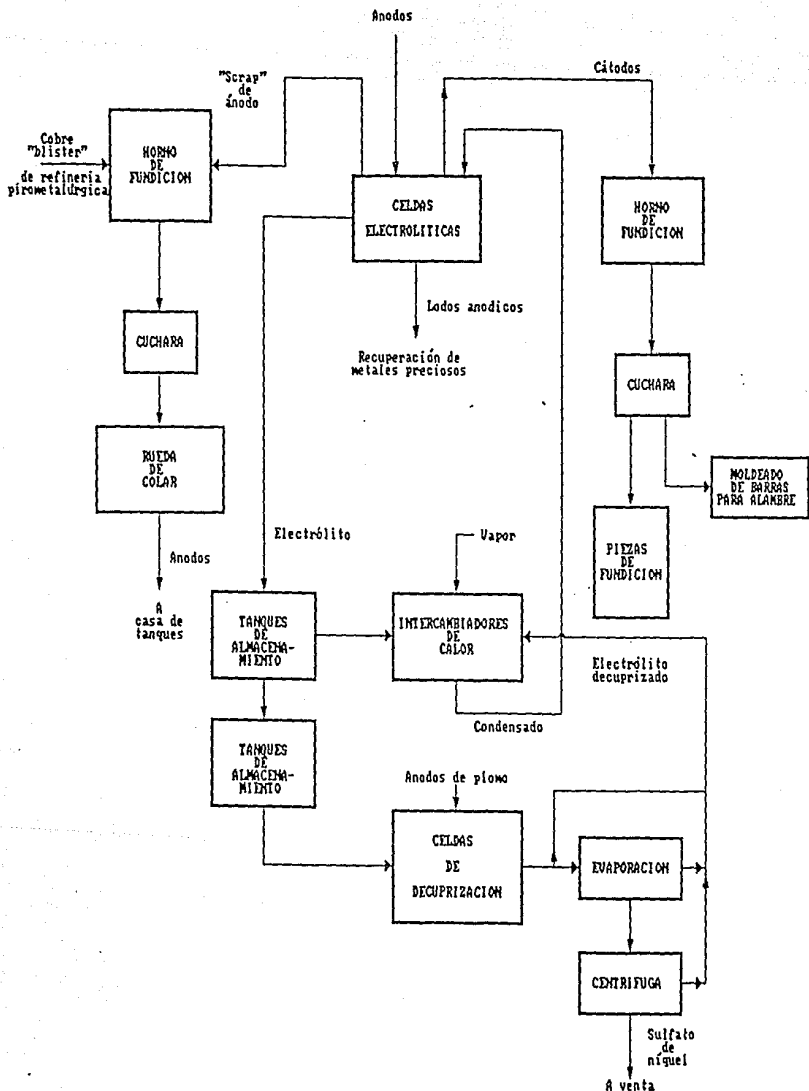 Anodos
Cátodos
"Scrap"
de
ánodo
Cobre
"blister"
de refinería
pirometalúrgica
HORNO
DE
FUNDICION
CELDAS
ELECTROLITICAS
HORNO
DE
FUNDICION
Lodos anodicos
Recuperación de
metales preciosos
CUCHARA
CUCHARA
RUEDA
DE
COLAR
MOLDEADO
DE BARRAS
PARA ALAMBRE
Anodos
A
casa de
tanques
Electrólito
Vapor
PIEZAS
DE
FUNDICION
TANQUES
DE
ALMACENA-
MIENTO
INTERCAMBIADORES
DE
CALOR
Electrólito
decuprizado
Condensado
TANQUES
DE
ALMACENA-
MIENTO
Anodos de plomo
CELDAS
DE
DECUPRIZACION
EVAPORACION
CENTRIFUGA
Sulfato
de
níquel
A venta